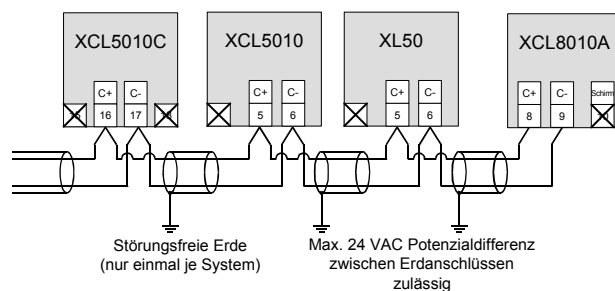 XCL5010C
XCL5010
XL50
XCL8010A
C+ C-
C+ C-
C+ C-
C+ C- Schirm
16 17
5 6
5 6
8 9
Störungsfreie Erde
(nur einmal je System)
Max. 24 VAC Potenzialdifferenz
zwischen Erdanschlüssen
zulässig